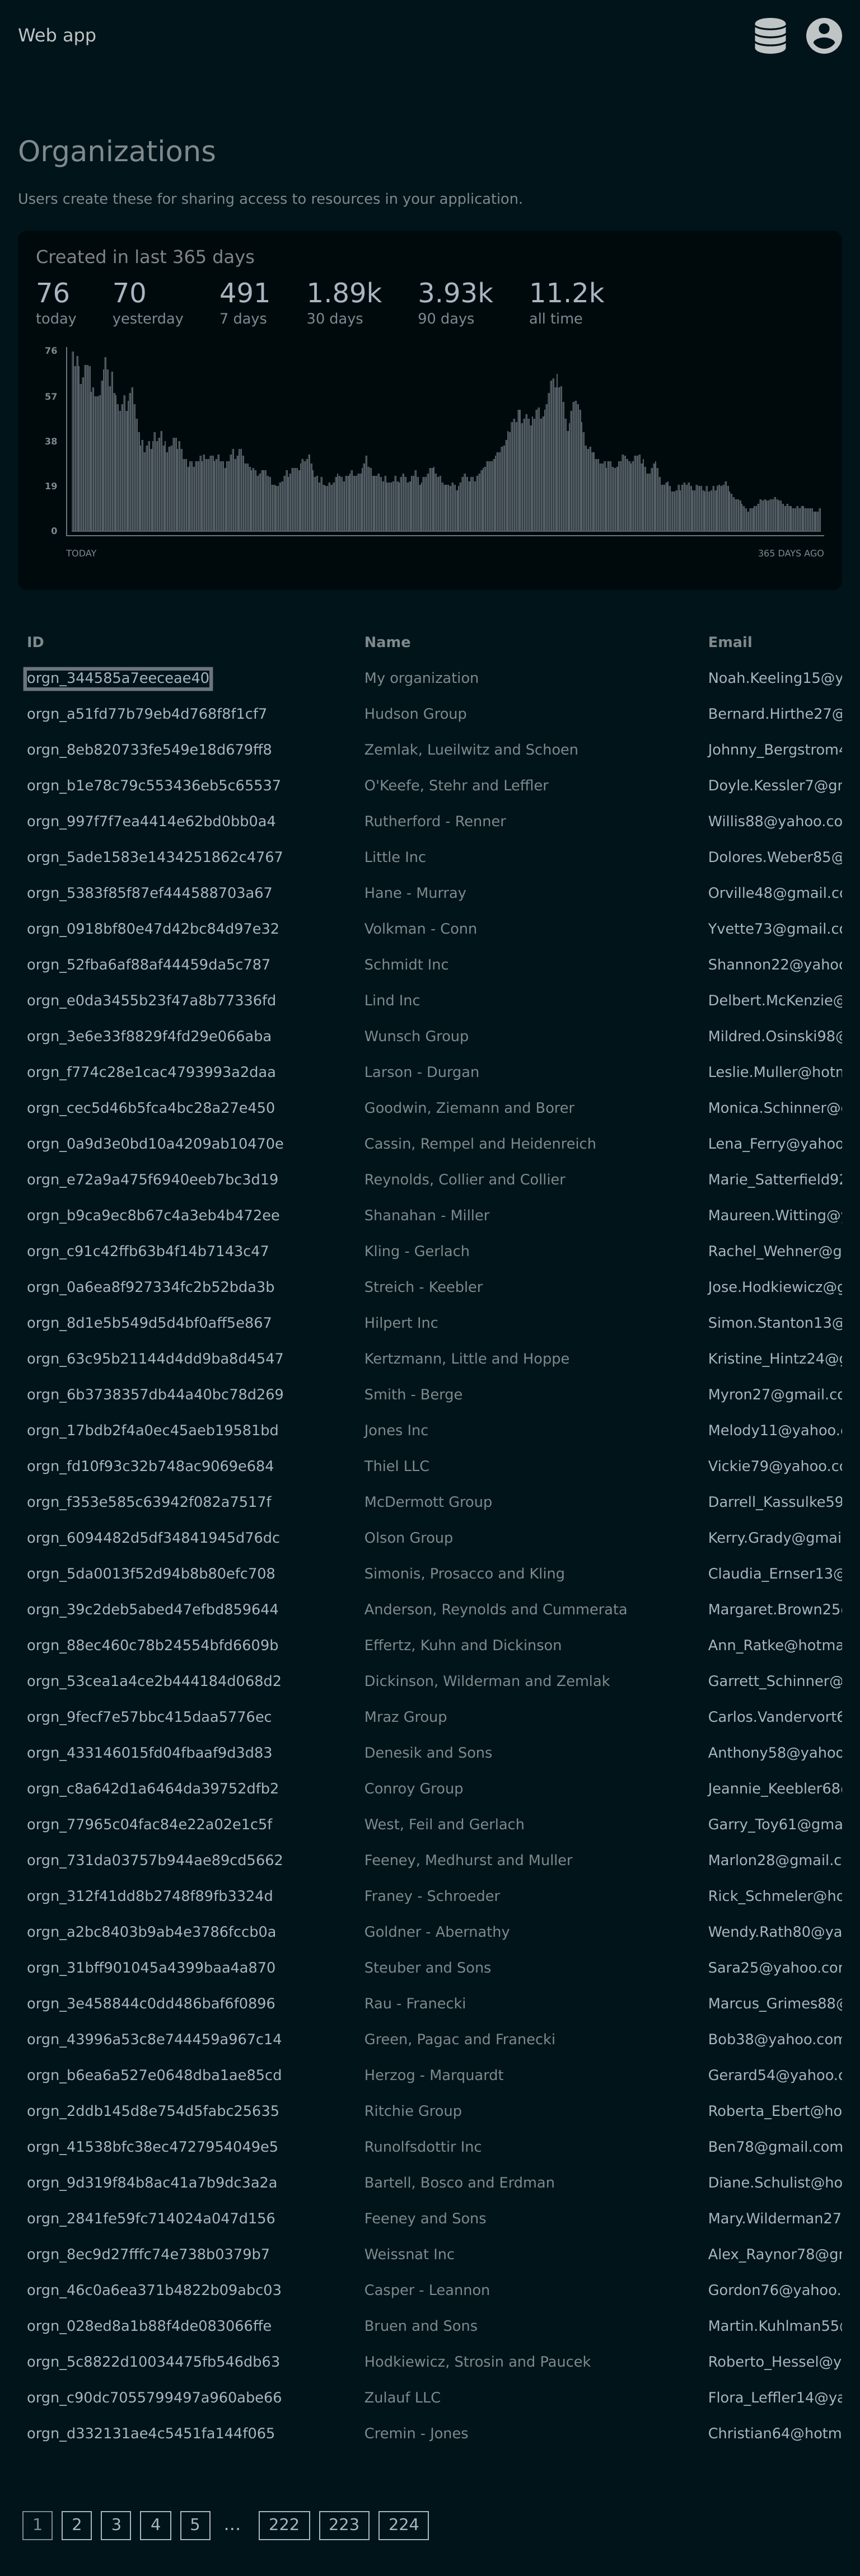 Web app
Organizations
Users create these for sharing access to resources in your application.
Created in last 365 days
76 70 491 1.89k 3.93k 11.2k
today yesterday 7 days 30 days 90 days all time
76
57
38
19
0
TODAY 365 DAYS AGO
ID Name Email
orgn_344585a7eeceae40 My organization Noah.Keeling15@y
orgn_a51fd77b79eb4d768f8f1cf7 Hudson Group Bernard.Hirthe27@
orgn_8eb820733fe549e18d679ff8 Zemlak, Lueilwitz and Schoen Johnny_Bergstrom4
orgn_b1e78c79c553436eb5c65537 O'Keefe, Stehr and Leffler Doyle.Kessler7@gr
orgn_997f7f7ea4414e62bd0bb0a4 Rutherford - Renner Willis88@yahoo.co
orgn_5ade1583e1434251862c4767 Little Inc Dolores.Weber85@
orgn_5383f85f87ef444588703a67 Hane - Murray Orville48@gmail.co
orgn_0918bf80e47d42bc84d97e32 Volkman - Conn Yvette73@gmail.co
orgn_52fba6af88af44459da5c787 Schmidt Inc Shannon22@yahoo
orgn_e0da3455b23f47a8b77336fd Lind Inc Delbert.McKenzie@
orgn_3e6e33f8829f4fd29e066aba Wunsch Group Mildred.Osinski98@
orgn_f774c28e1cac4793993a2daa Larson - Durgan Leslie.Muller@hotn
orgn_cec5d46b5fca4bc28a27e450 Goodwin, Ziemann and Borer Monica.Schinner@
orgn_0a9d3e0bd10a4209ab10470e Cassin, Rempel and Heidenreich Lena_Ferry@yahoo
orgn_e72a9a475f6940eeb7bc3d19 Reynolds, Collier and Collier Marie_Satterfield92
orgn_b9ca9ec8b67c4a3eb4b472ee Shanahan - Miller Maureen.Witting@
orgn_c91c42ffb63b4f14b7143c47 Kling - Gerlach Rachel_Wehner@g
orgn_0a6ea8f927334fc2b52bda3b Streich - Keebler Jose.Hodkiewicz@g
orgn_8d1e5b549d5d4bf0aff5e867 Hilpert Inc Simon.Stanton13@
orgn_63c95b21144d4dd9ba8d4547 Kertzmann, Little and Hoppe Kristine_Hintz24@g
orgn_6b3738357db44a40bc78d269 Smith - Berge Myron27@gmail.co
orgn_17bdb2f4a0ec45aeb19581bd Jones Inc Melody11@yahoo.
orgn_fd10f93c32b748ac9069e684 Thiel LLC Vickie79@yahoo.co
orgn_f353e585c63942f082a7517f McDermott Group Darrell_Kassulke59
orgn_6094482d5df34841945d76dc Olson Group Kerry.Grady@gmai
orgn_5da0013f52d94b8b80efc708 Simonis, Prosacco and Kling Claudia_Ernser13@
orgn_39c2deb5abed47efbd859644 Anderson, Reynolds and Cummerata Margaret.Brown25
orgn_88ec460c78b24554bfd6609b Effertz, Kuhn and Dickinson Ann_Ratke@hotma
orgn_53cea1a4ce2b444184d068d2 Dickinson, Wilderman and Zemlak Garrett_Schinner@
orgn_9fecf7e57bbc415daa5776ec Mraz Group Carlos.Vandervort6
orgn_433146015fd04fbaaf9d3d83 Denesik and Sons Anthony58@yahoo
orgn_c8a642d1a6464da39752dfb2 Conroy Group Jeannie_Keebler68
orgn_77965c04fac84e22a02e1c5f West, Feil and Gerlach Garry_Toy61@gma
orgn_731da03757b944ae89cd5662 Feeney, Medhurst and Muller Marlon28@gmail.c
orgn_312f41dd8b2748f89fb3324d Franey - Schroeder Rick_Schmeler@ho
orgn_a2bc8403b9ab4e3786fccb0a Goldner - Abernathy Wendy.Rath80@ya
orgn_31bff901045a4399baa4a870 Steuber and Sons Sara25@yahoo.cor
orgn_3e458844c0dd486baf6f0896 Rau - Franecki Marcus_Grimes88@
orgn_43996a53c8e744459a967c14 Green, Pagac and Franecki Bob38@yahoo.com
orgn_b6ea6a527e0648dba1ae85cd Herzog - Marquardt Gerard54@yahoo.c
orgn_2ddb145d8e754d5fabc25635 Ritchie Group Roberta_Ebert@ho
orgn_41538bfc38ec4727954049e5 Runolfsdottir Inc Ben78@gmail.com
orgn_9d319f84b8ac41a7b9dc3a2a Bartell, Bosco and Erdman Diane.Schulist@ho
orgn_2841fe59fc714024a047d156 Feeney and Sons Mary.Wilderman27
orgn_8ec9d27fffc74e738b0379b7 Weissnat Inc Alex_Raynor78@gr
orgn_46c0a6ea371b4822b09abc03 Casper - Leannon Gordon76@yahoo.
orgn_028ed8a1b88f4de083066ffe Bruen and Sons Martin.Kuhlman55
orgn_5c8822d10034475fb546db63 Hodkiewicz, Strosin and Paucek Roberto_Hessel@y
orgn_c90dc7055799497a960abe66 Zulauf LLC Flora_Leffler14@ya
orgn_d332131ae4c5451fa144f065 Cremin - Jones Christian64@hotm
1 2 3 4 5 … 222 223 224